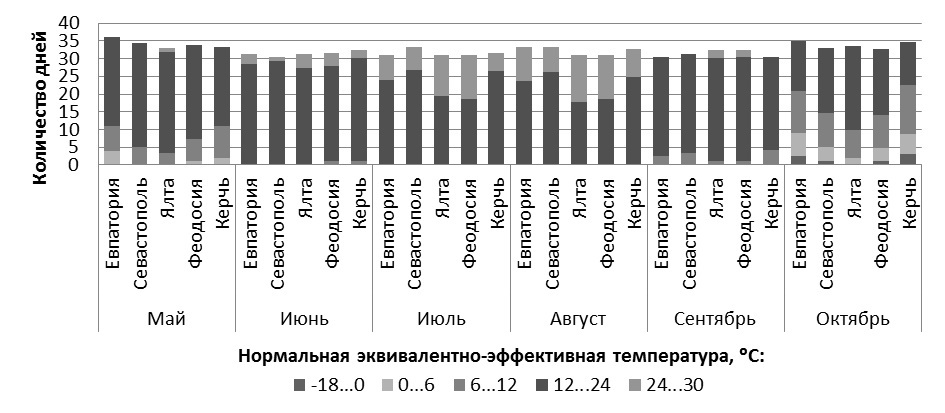 Количество дней
40
35
30
25
20
15
10
5
0
Евпатория
Севастополь
Ялта
Феодосия
Керчь
Евпатория
Севастополь
Ялта
Феодосия
Керчь
Евпатория
Севастополь
Ялта
Феодосия
Керчь
Евпатория
Севастополь
Ялта
Феодосия
Керчь
Евпатория
Севастополь
Ялта
Феодосия
Керчь
Евпатория
Севастополь
Ялта
Феодосия
Керчь
Май Июнь Июль Август Сентябрь Октябрь
Нормальная эквивалентно-эффективная температура, °С:
-18...0 0...6 6...12 12...24 24...30